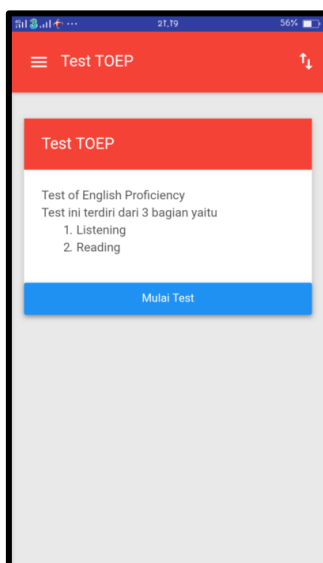 21.19
56%
Test TOEP
Test TOEP
Test of English Proficiency
Test ini terdiri dari 3 bagian yaitu
1. Listening
2. Reading
Mulai Test